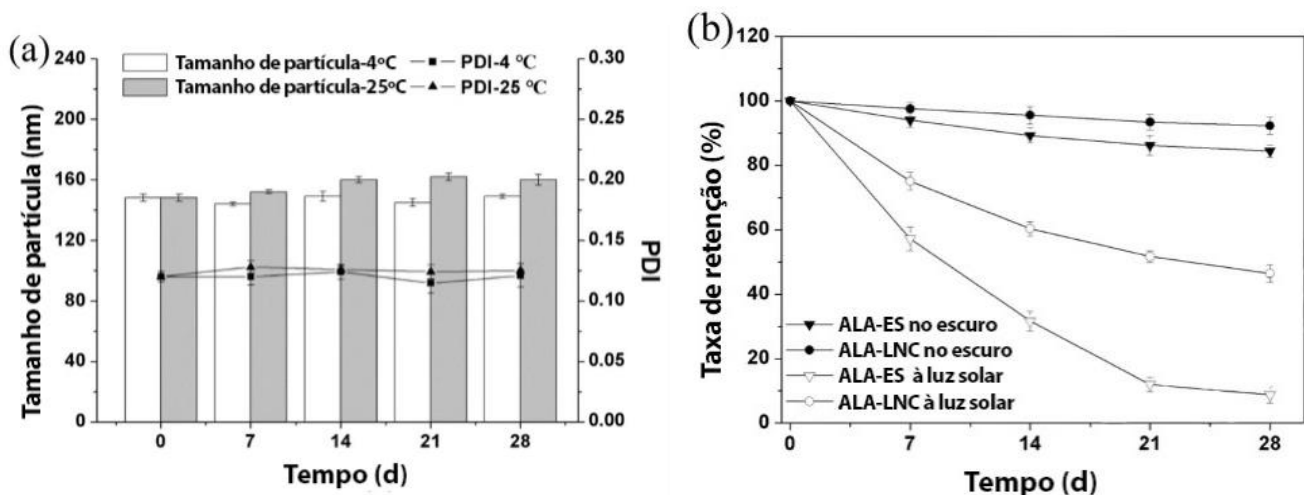 (a)
Tamanho de partícula-4ºC
PDI-4 °C
Tamanho de partícula-25ºC
PDI-25 °C
Tamanho de partícula (nm)
240
200
160
120
80
40
0
0.30
0.25
0.20
0.15
0.10
0.05
0.00
PDI
0 7 14 21 28
Tempo (d)
(b)
Taxa de retenção (%)
120
100
80
60
40
20
0
ALA-ES no escuro
ALA-LNC no escuro
ALA-ES à luz solar
ALA-LNC à luz solar
0 7 14 21 28
Tempo (d)